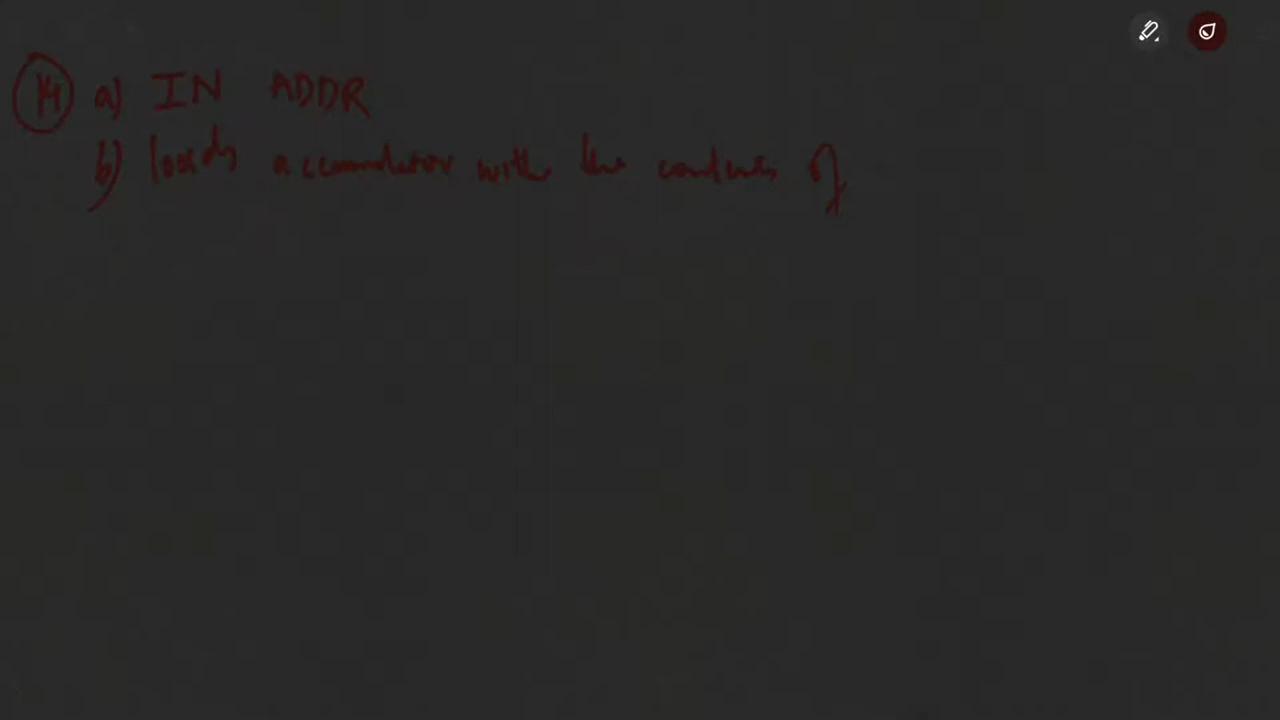 14 a) IN ADDR
b) loads accumulator with the contents of